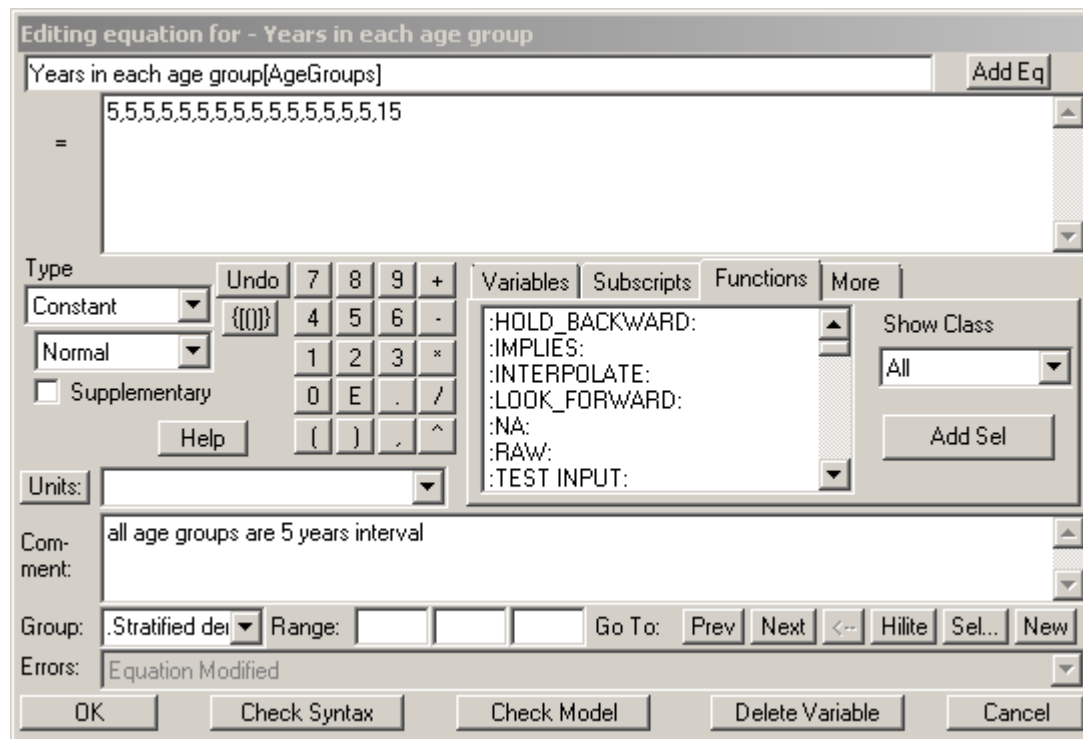 Editing equation for - Years in each age group
Years in each age group[AgeGroups]
Add Eq
=
5,5,5,5,5,5,5,5,5,5,5,5,5,5,5,15
Type
Undo 7 8 9 +
Variables Subscripts Functions More
Constant
{[()]} 4 5 6 -
:HOLD_BACKWARD:
Show Class
:IMPLIES:
Normal
1 2 3 *
:INTERPOLATE:
All
Supplementary
0 E . /
:LOOK_FORWARD:
:NA:
Help
( ) , ^
:RAW:
Add Sel
:TEST INPUT:
Units:
Com-
ment:
all age groups are 5 years interval
Group: .Stratified Range: Go To: Prev Next <-- Hilite Sel... New
Errors: Equation Modified
OK Check Syntax Check Model Delete Variable Cancel